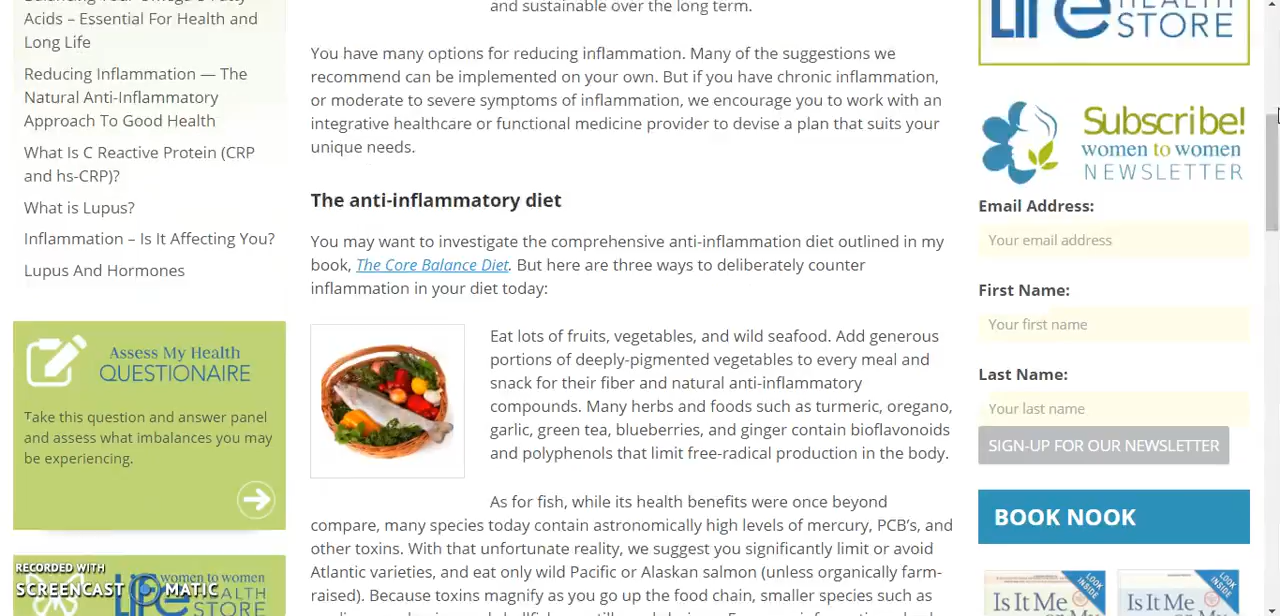 Acids – Essential For Health and
Long Life
Reducing Inflammation — The
Natural Anti-Inflammatory
Approach To Good Health
What Is C Reactive Protein (CRP
and hs-CRP)?
What is Lupus?
Inflammation – Is It Affecting You?
Lupus And Hormones
Assess My Health
QUESTIONAIRE
Take this question and answer panel
and assess what imbalances you may
be experiencing.
RECORDED WITH
SCREENCAST MATIC
women to women
life HEALTH
STORE
and sustainable over the long term.
You have many options for reducing inflammation. Many of the suggestions we
recommend can be implemented on your own. But if you have chronic inflammation,
or moderate to severe symptoms of inflammation, we encourage you to work with an
integrative healthcare or functional medicine provider to devise a plan that suits your
unique needs.
The anti-inflammatory diet
You may want to investigate the comprehensive anti-inflammation diet outlined in my
book, The Core Balance Diet. But here are three ways to deliberately counter
inflammation in your diet today:
Eat lots of fruits, vegetables, and wild seafood. Add generous
portions of deeply-pigmented vegetables to every meal and
snack for their fiber and natural anti-inflammatory
compounds. Many herbs and foods such as turmeric, oregano,
garlic, green tea, blueberries, and ginger contain bioflavonoids
and polyphenols that limit free-radical production in the body.
As for fish, while its health benefits were once beyond
compare, many species today contain astronomically high levels of mercury, PCB's, and
other toxins. With that unfortunate reality, we suggest you significantly limit or avoid
Atlantic varieties, and eat only wild Pacific or Alaskan salmon (unless organically farm-
raised). Because toxins magnify as you go up the food chain, smaller species such as
life HEALTH
STORE
Subscribe!
women to women
NEWSLETTER
Email Address:
Your email address
First Name:
Your first name
Last Name:
Your last name
SIGN-UP FOR OUR NEWSLETTER
BOOK NOOK
LOOK INSIDE
LOOK INSIDE
Is It Me
Is It Me